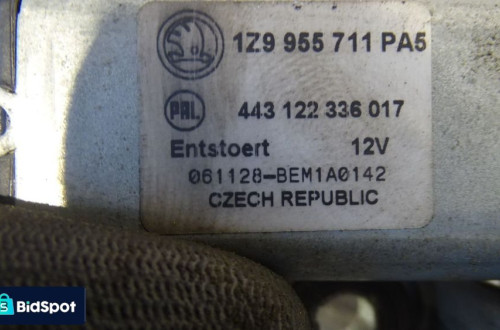 1Z9 955 711 PA5
PAL 443 122 336 017
Entstoert 12V
061128-BEM1A0142
CZECH REPUBLIC
BidSpot